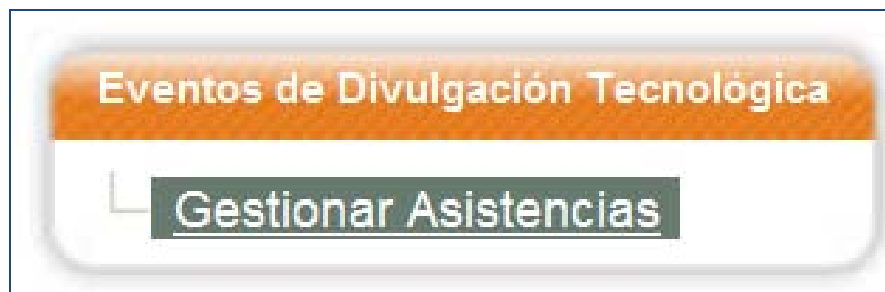 Eventos de Divulgación Tecnológica
Gestionar Asistencias